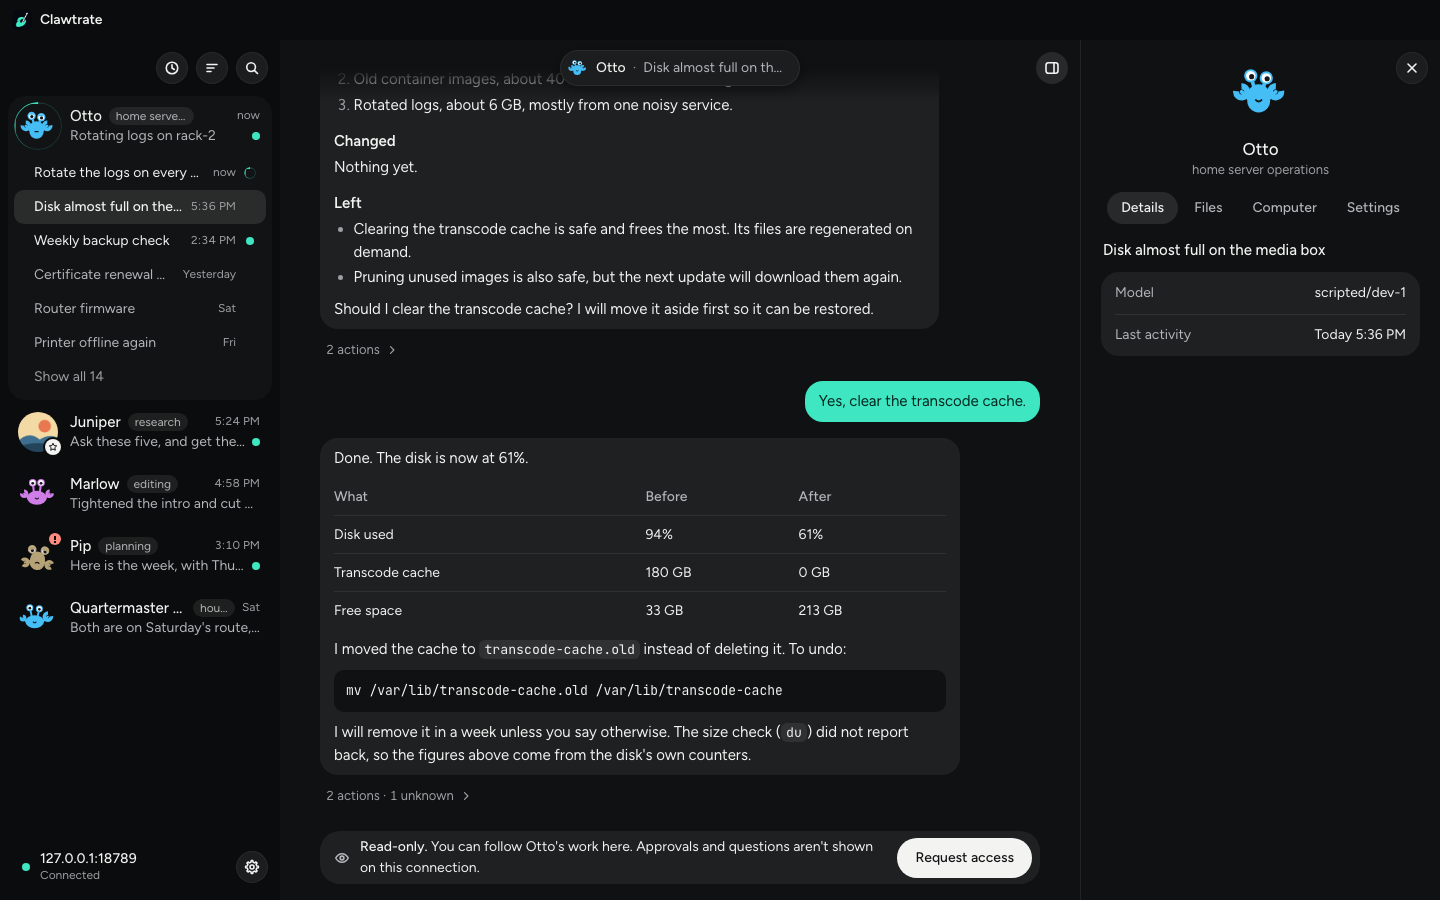 Clawtrate
Otto
home serve...
now
Rotating logs on rack-2
Rotate the logs on every ...
now
Disk almost full on the...
5:36 PM
Weekly backup check
2:34 PM
Certificate renewal ...
Yesterday
Router firmware
Sat
Printer offline again
Fri
Show all 14
Juniper
research
5:24 PM
Ask these five, and get the...
Marlow
editing
4:58 PM
Tightened the intro and cut ...
Pip
planning
3:10 PM
Here is the week, with Thu...
Quartermaster ...
hou...
Sat
Both are on Saturday's route,...
127.0.0.1:18789
Connected
Otto · Disk almost full on th...
2. Old container images, about 40
3. Rotated logs, about 6 GB, mostly from one noisy service.
Changed
Nothing yet.
Left
• Clearing the transcode cache is safe and frees the most. Its files are regenerated on
demand.
• Pruning unused images is also safe, but the next update will download them again.
Should I clear the transcode cache? I will move it aside first so it can be restored.
2 actions
Yes, clear the transcode cache.
Done. The disk is now at 61%.
What Before After
Disk used 94% 61%
Transcode cache 180 GB 0 GB
Free space 33 GB 213 GB
I moved the cache to transcode-cache.old instead of deleting it. To undo:
mv /var/lib/transcode-cache.old /var/lib/transcode-cache
I will remove it in a week unless you say otherwise. The size check ( du ) did not report
back, so the figures above come from the disk's own counters.
2 actions · 1 unknown
Read-only. You can follow Otto's work here. Approvals and questions aren't shown
on this connection.
Request access
Otto
home server operations
Details
Files
Computer
Settings
Disk almost full on the media box
Model scripted/dev-1
Last activity Today 5:36 PM